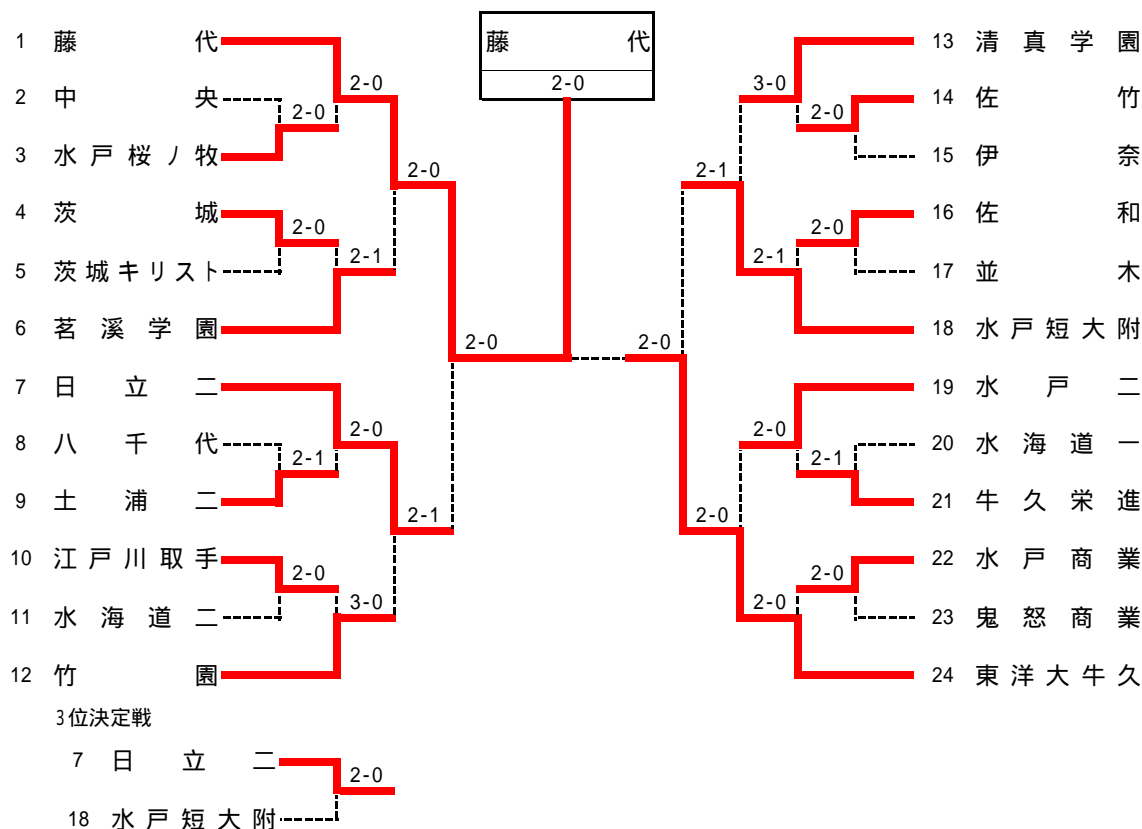 藤代
2-0
1 藤代
2 中央
3 水戸桜ノ牧
4 茨城
5 茨城キリスト
6 茗溪学園
7 日立二
8 八千代
9 土浦二
10 江戸川取手
11 水海道二
12 竹園
2-0
2-0
2-0
2-0
2-1
2-0
2-0
2-1
2-1
2-0
3-0
13 清真学園
14 佐竹
15 伊奈
16 佐和
17 並木
18 水戸短大附
19 水戸二
20 水海道一
21 牛久栄進
22 水戸商業
23 鬼怒商業
24 東洋大牛久
3-0
2-0
2-1
2-0
2-1
2-0
2-0
2-1
2-0
2-0
2-0
3位決定戦
7 日立二
2-0
18 水戸短大附